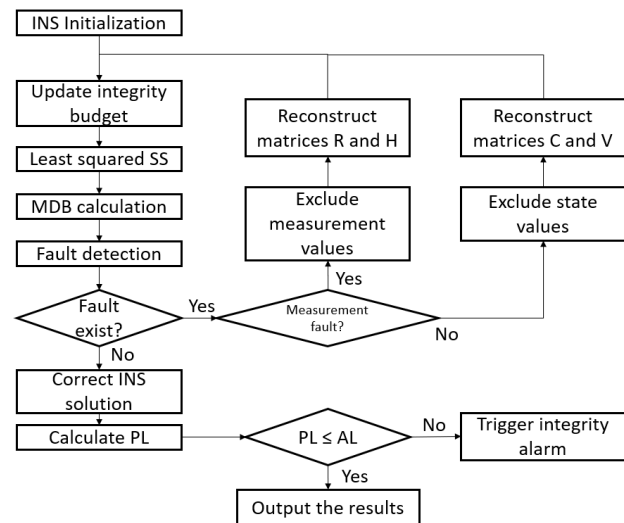 INS Initialization
Update integrity
budget
Least squared SS
MDB calculation
Fault detection
Fault
exist?
Yes
No
Measurement
fault?
Yes
No
Exclude
measurement
values
Reconstruct
matrices R and H
Exclude state
values
Reconstruct
matrices C and V
Correct INS
solution
Calculate PL
PL ≤ AL
No
Trigger integrity
alarm
Yes
Output the results